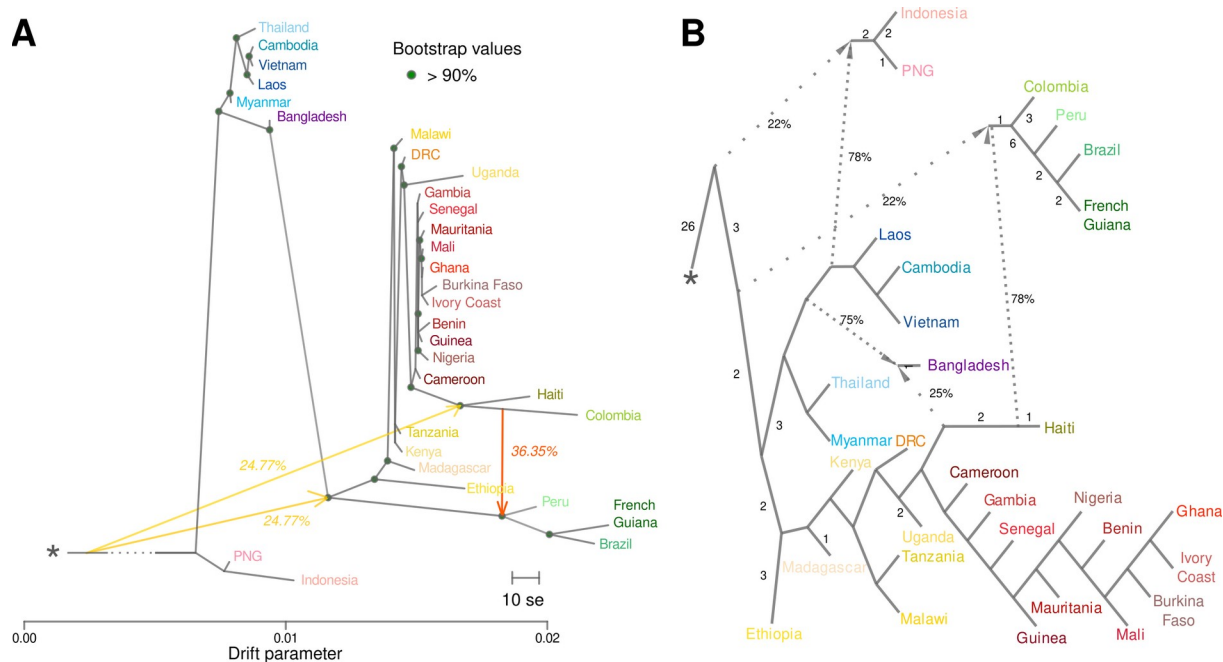 A
Thailand
Cambodia
Vietnam
Laos
Myanmar
Bangladesh
Bootstrap values
> 90%
Malawi
DRC
Uganda
Gambia
Senegal
Mauritania
Mali
Ghana
Burkina Faso
Ivory Coast
Benin
Guinea
Nigeria
Cameroon
Haiti
Colombia
Tanzania
Kenya
Madagascar
Ethiopia
36.35%
24.77%
24.77%
Peru
French
Guiana
Brazil
*
PNG
Indonesia
10 se
0.00
0.01
0.02
Drift parameter
B
Indonesia
2
2
1
PNG
22%
78%
Colombia
1
3
Peru
6
Brazil
2
2
French
Guiana
22%
26
3
*
Laos
Cambodia
Vietnam
78%
75%
Bangladesh
25%
2
Thailand
3
Myanmar
DRC
2
1
Haiti
Kenya
Cameroon
2
2
Gambia
Nigeria
Ghana
Senegal
Benin
1
Uganda
Tanzania
Madagascar
3
Ivory
Coast
Mauritania
Burkina
Faso
Malawi
Ethiopia
Guinea
Mali